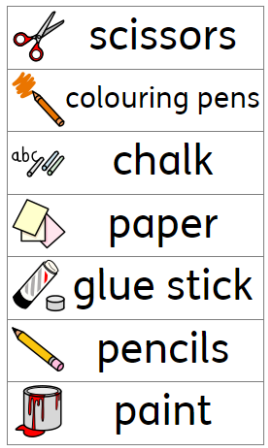 scissors
colouring pens
abc
chalk
paper
glue stick
pencils
paint